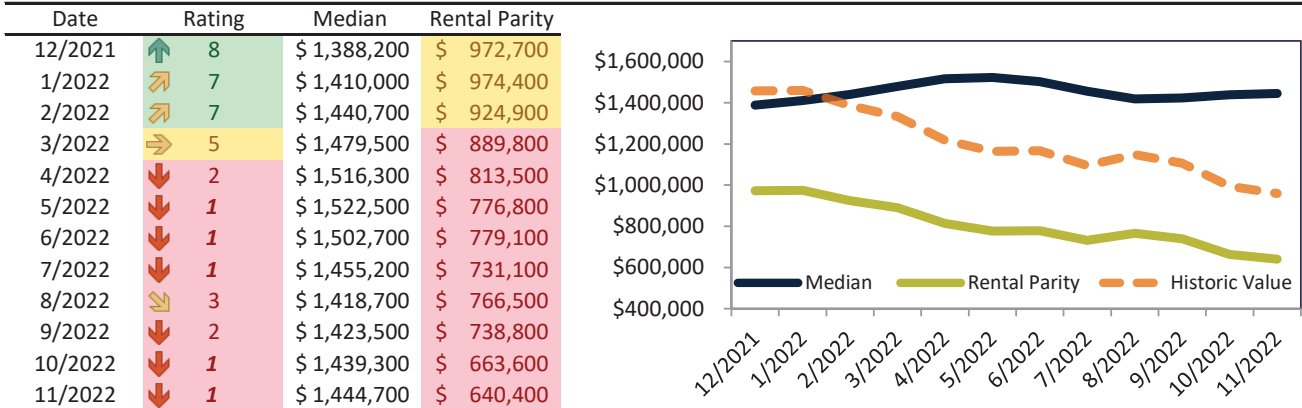 Date Rating Median Rental Parity
12/2021 8 $ 1,388,200 $ 972,700
1/2022 7 $ 1,410,000 $ 974,400
2/2022 7 $ 1,440,700 $ 924,900
3/2022 5 $ 1,479,500 $ 889,800
4/2022 2 $ 1,516,300 $ 813,500
5/2022 1 $ 1,522,500 $ 776,800
6/2022 1 $ 1,502,700 $ 779,100
7/2022 1 $ 1,455,200 $ 731,100
8/2022 3 $ 1,418,700 $ 766,500
9/2022 2 $ 1,423,500 $ 738,800
10/2022 1 $ 1,439,300 $ 663,600
11/2022 1 $ 1,444,700 $ 640,400
$1,600,000
$1,400,000
$1,200,000
$1,000,000
$800,000
$600,000
$400,000
Median Rental Parity Historic Value
12/2021 1/2022 2/2022 3/2022 4/2022 5/2022 6/2022 7/2022 8/2022 9/2022 10/2022 11/2022